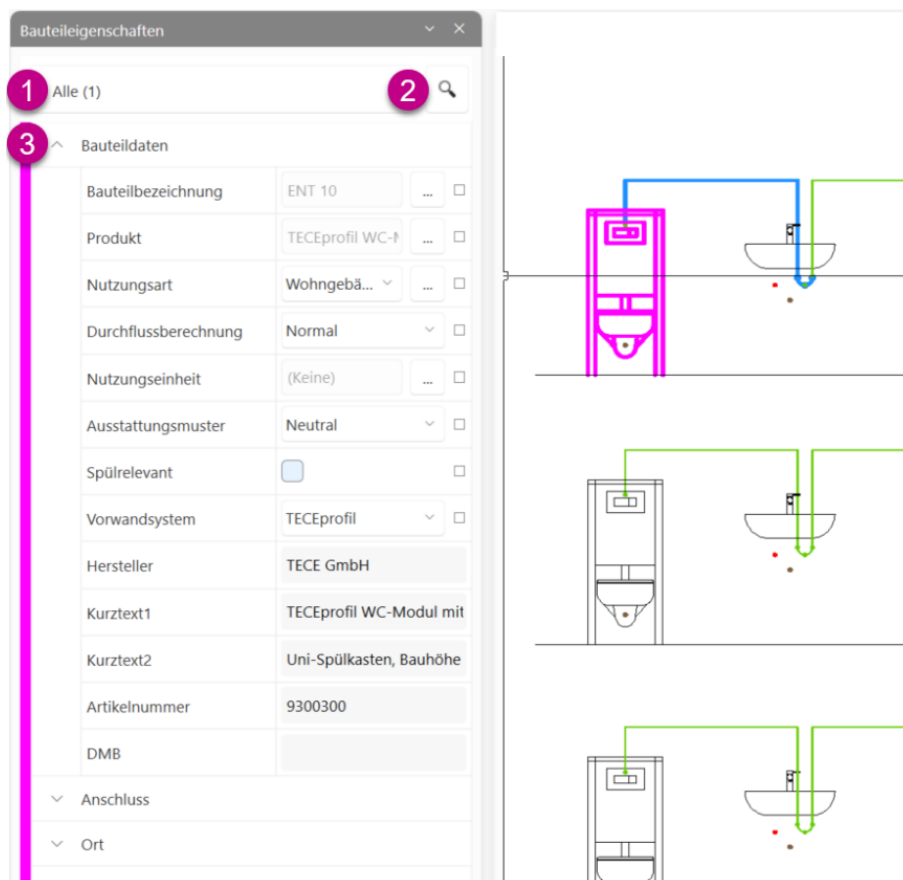 Bauteileigenschaften
1 Alle (1) 2
3 Bauteildaten
Bauteilbezeichnung ENT 10 ...
Produkt TECEprofil WC-M ...
Nutzungsart Wohngebä... ...
Durchflussberechnung Normal
Nutzungseinheit (Keine) ...
Ausstattungsmuster Neutral
Spülrelevant
Vorwandsystem TECEprofil
Hersteller TECE GmbH
Kurztext1 TECEprofil WC-Modul mit
Kurztext2 Uni-Spülkasten, Bauhöhe
Artikelnummer 9300300
DMB
Anschluss
Ort